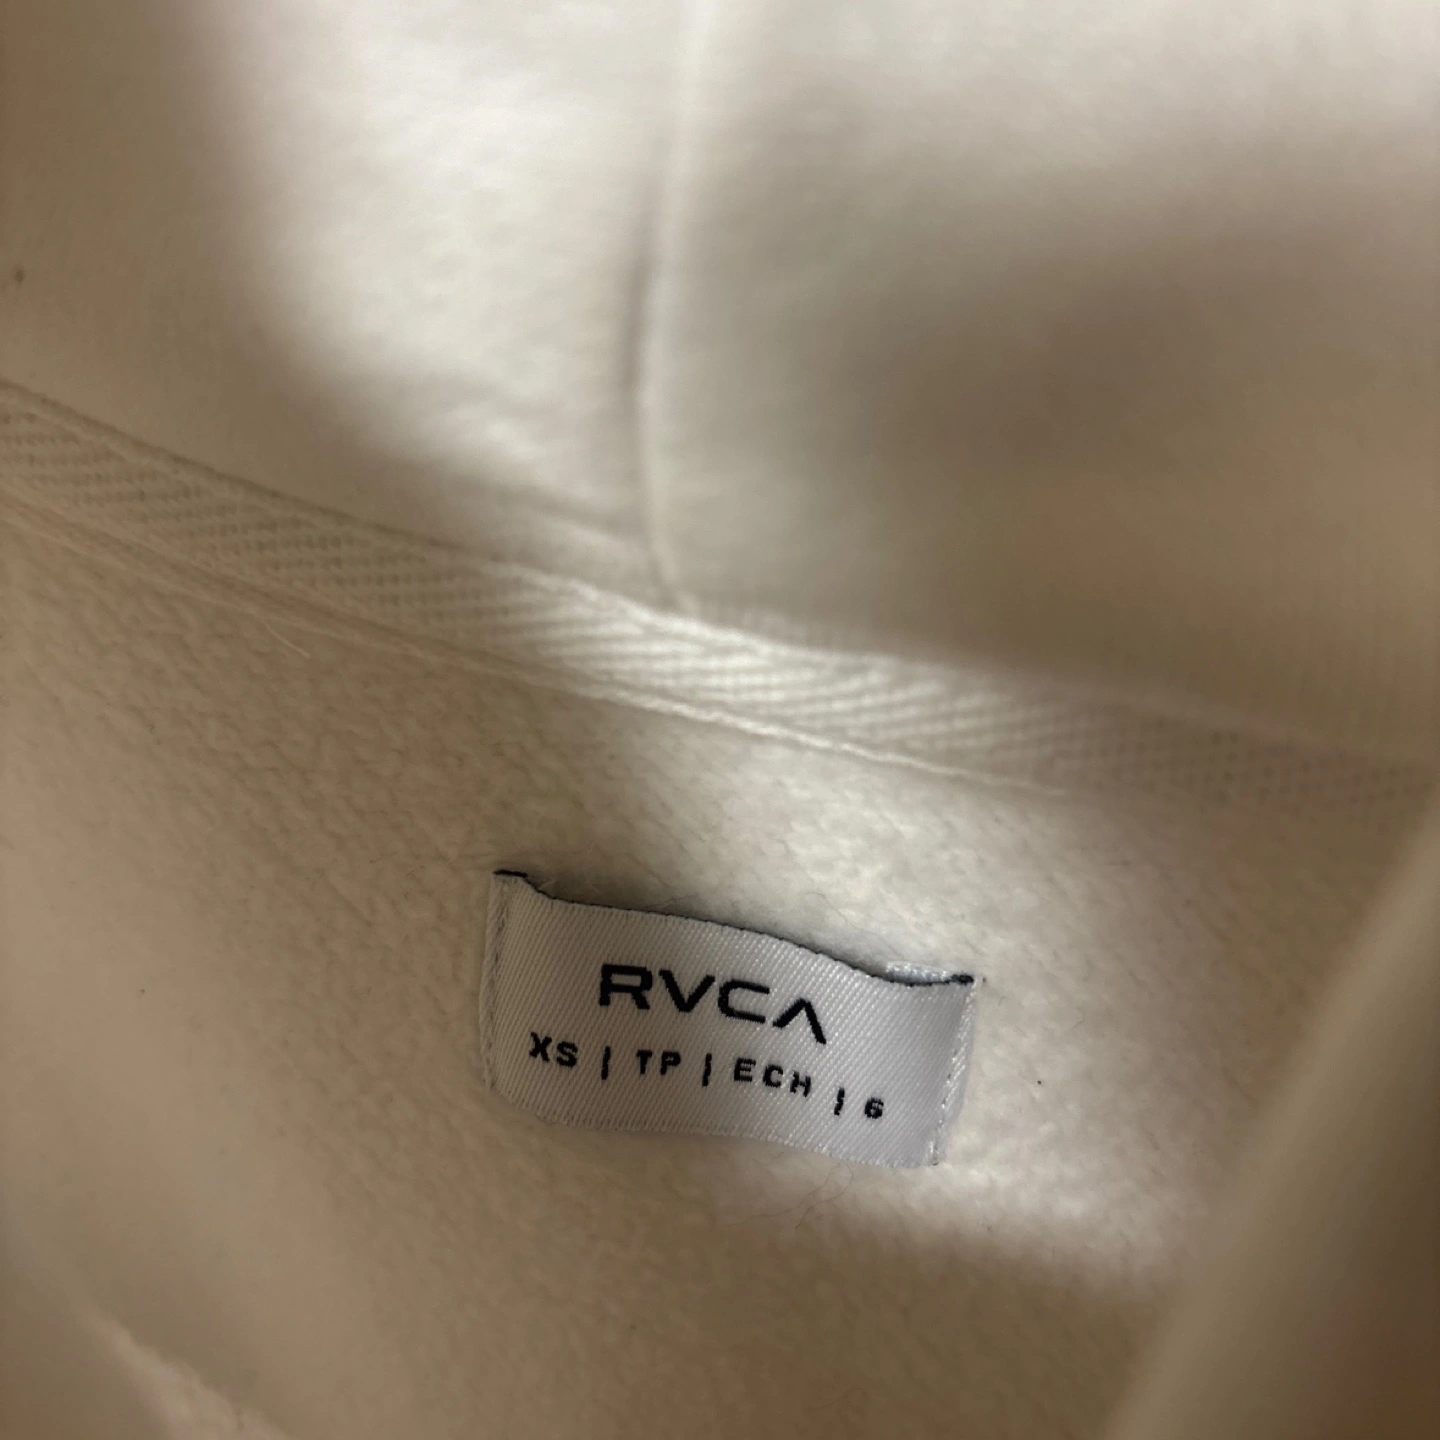 RVCA
XS | TP | ECH | 6